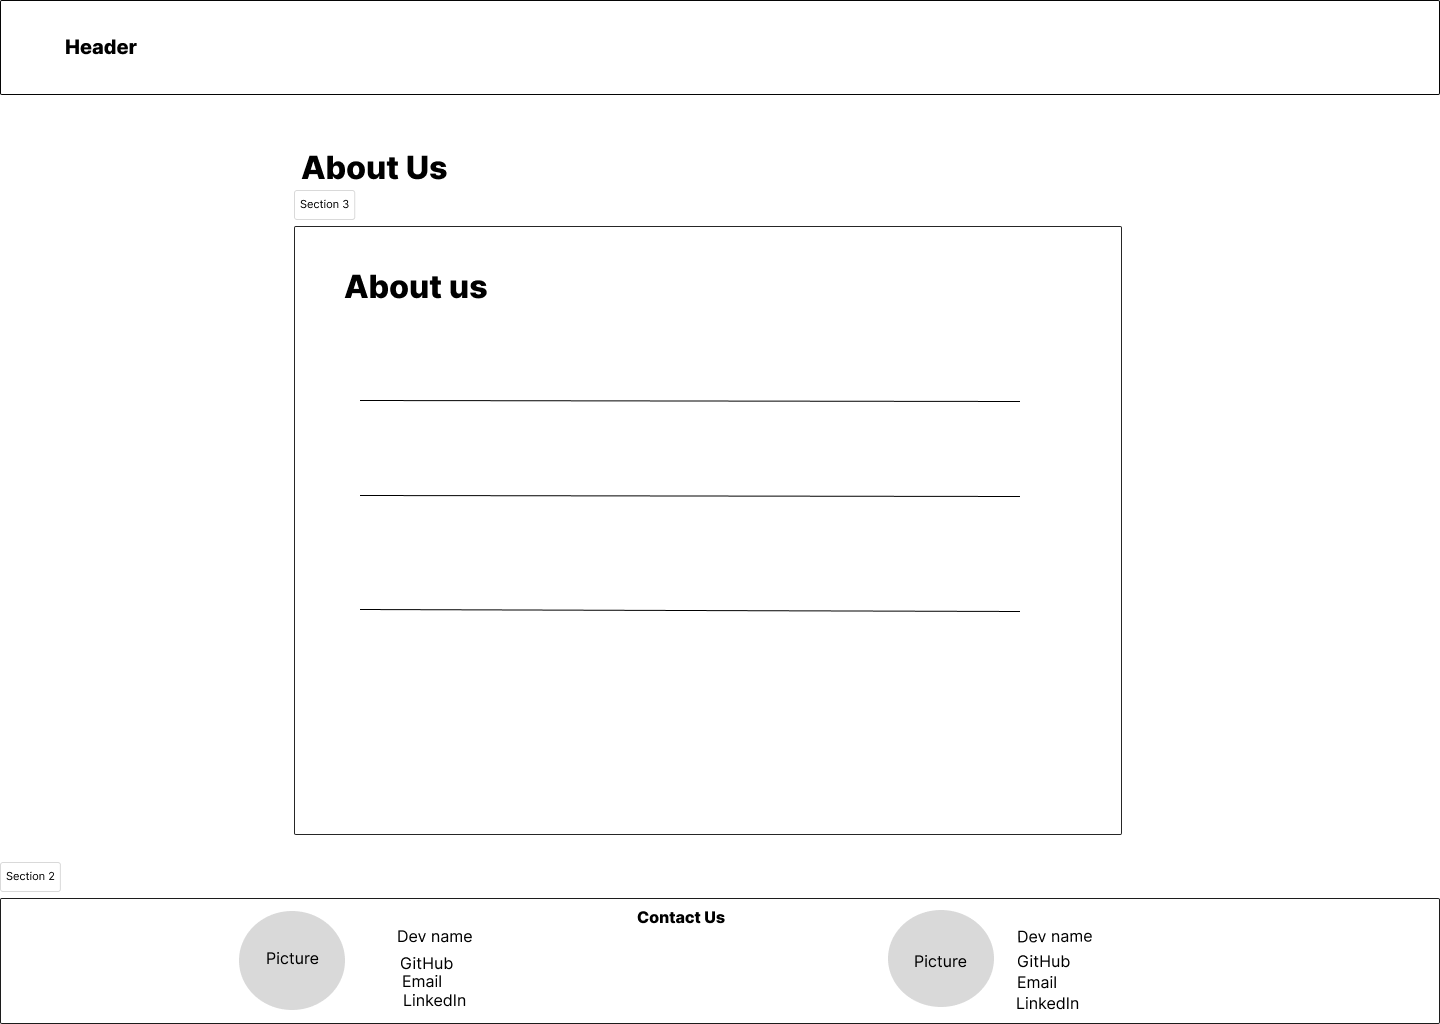 Header
About Us
Section 3
About us
Section 2
Contact Us
Picture
Dev name
GitHub
Email
LinkedIn
Picture
Dev name
GitHub
Email
LinkedIn